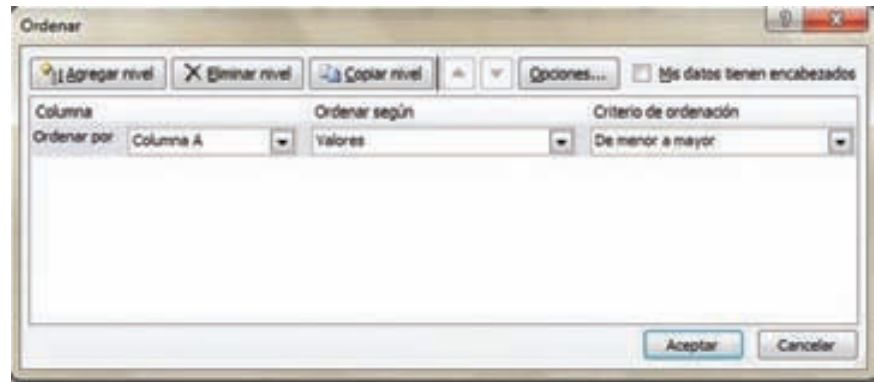 Ordenar
Agregar nivel Eliminar nivel Copiar nivel Opciones... Mis datos tienen encabezados
Columna Ordenar según Criterio de ordenación
Ordenar por Columna A Valores De menor a mayor
Aceptar Cancelar